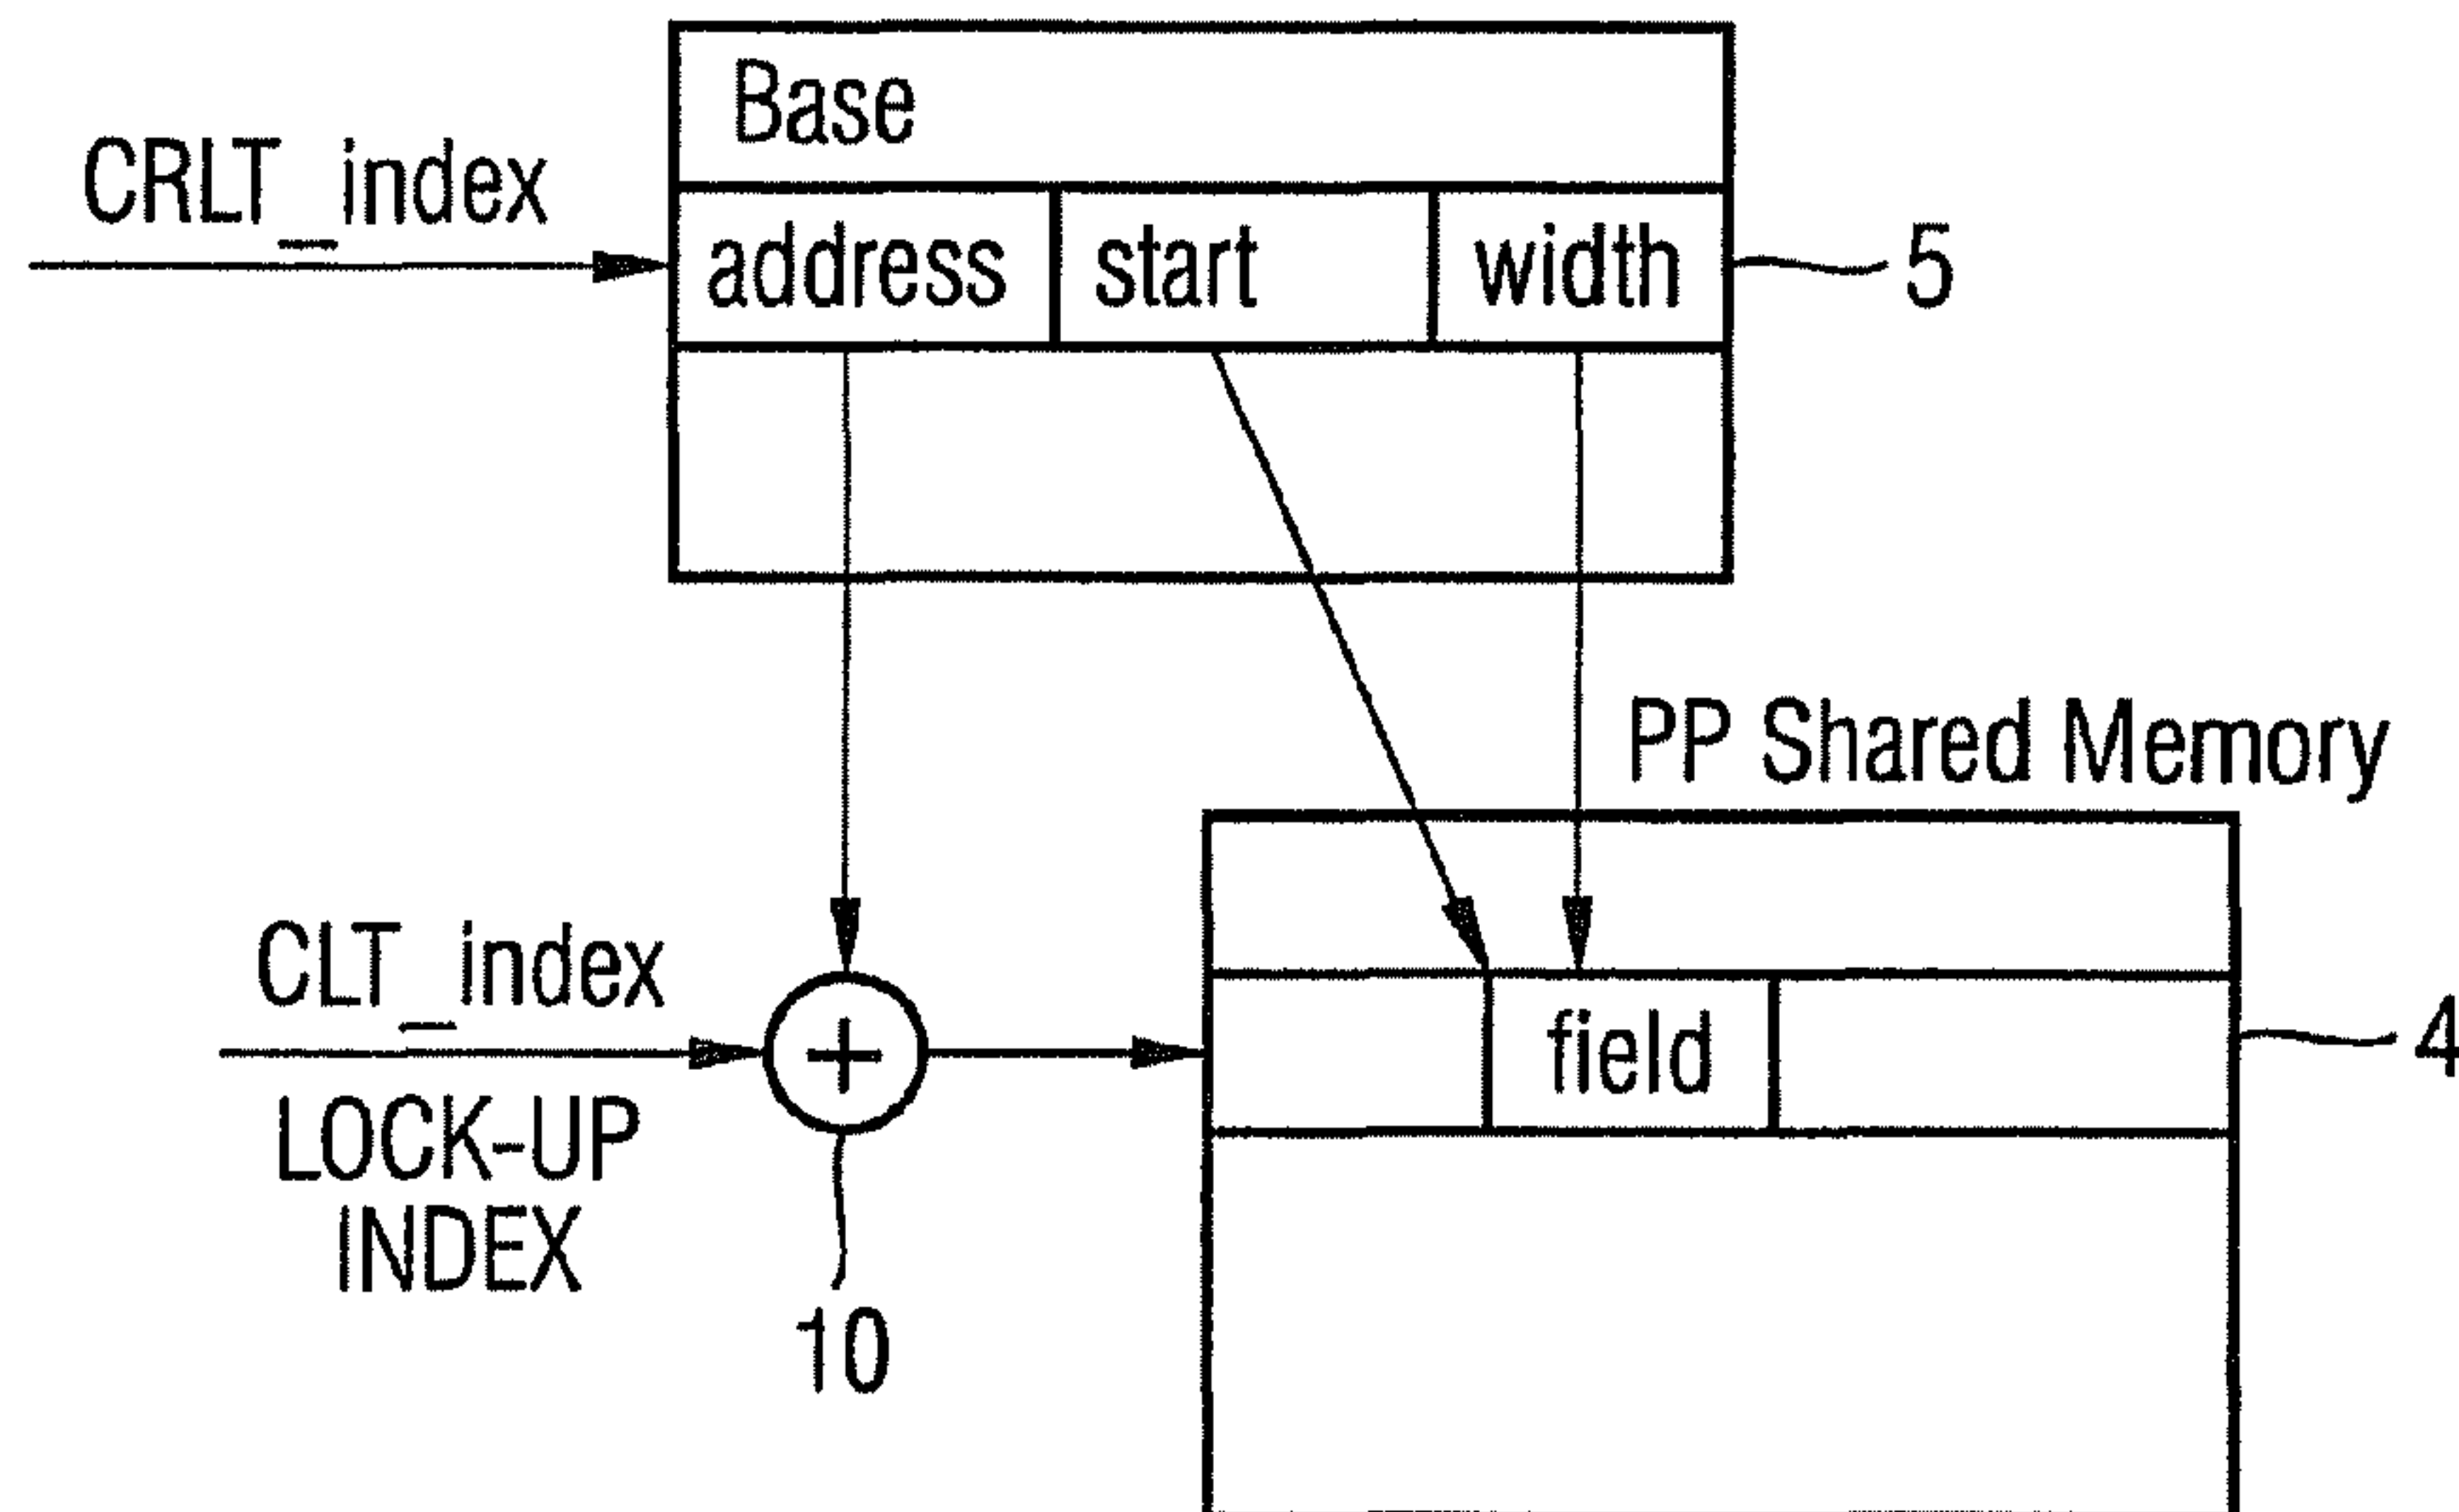 Base
CRLT_index
address start width
5
PP Shared Memory
CLT_index
field
4
LOCK-UP
INDEX
+
10